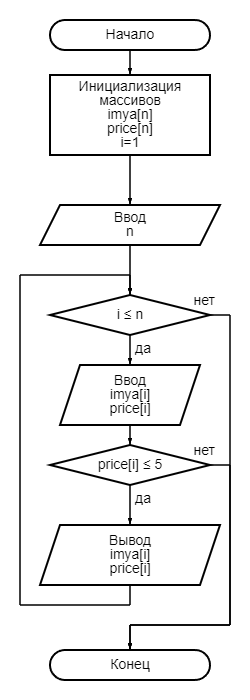 Начало
Инициализация
массивов
imya[n]
price[n]
i=1
Ввод
n
i ≤ n
нет
да
Ввод
imya[i]
price[i]
price[i] ≤ 5
нет
да
Вывод
imya[i]
price[i]
Конец